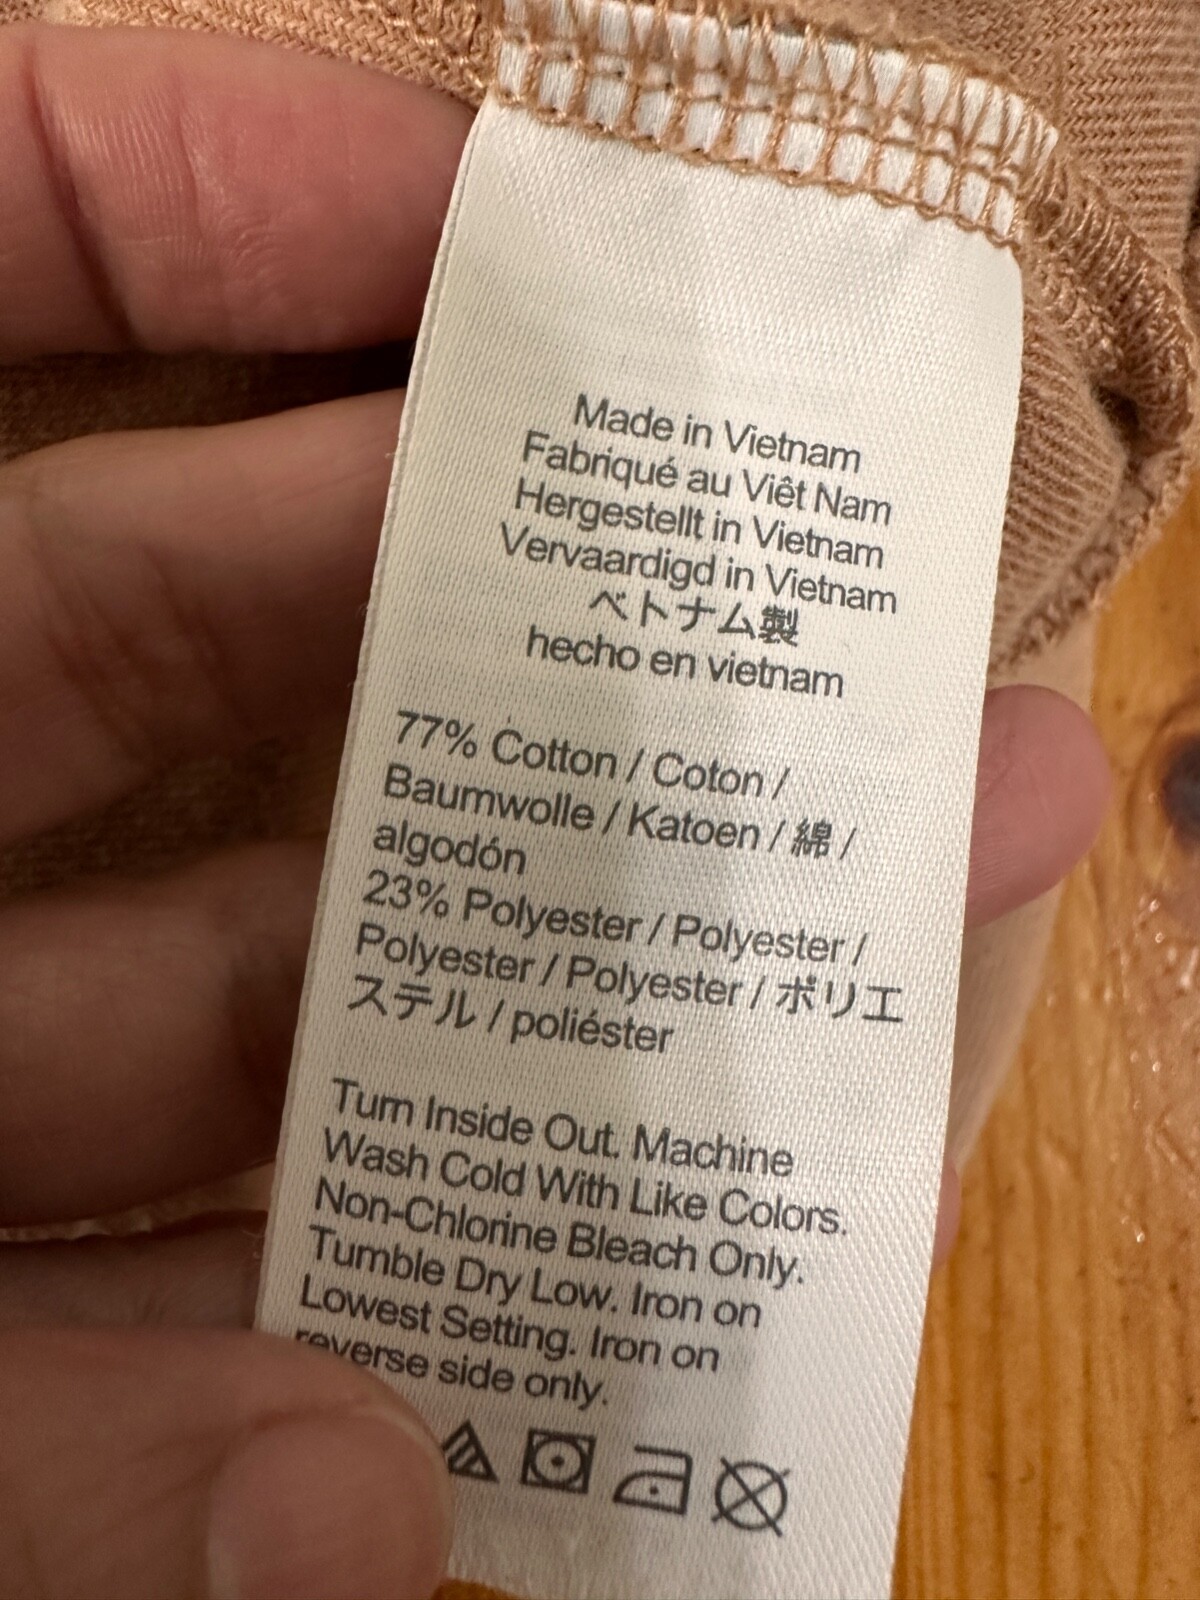 Made in Vietnam
Fabriqué au Viêt Nam
Hergestellt in Vietnam
Vervaardigd in Vietnam
ベトナム製
hecho en vietnam
77% Cotton / Coton /
Baumwolle / Katoen / 綿 /
algodón
23% Polyester / Polyester /
Polyester / Polyester / ポリエ
ステル / poliéster
Turn Inside Out. Machine
Wash Cold With Like Colors.
Non-Chlorine Bleach Only.
Tumble Dry Low. Iron on
Lowest Setting. Iron on
reverse side only.